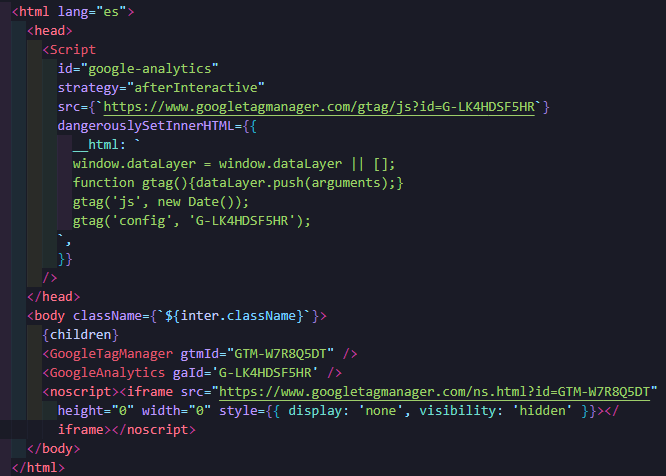 <html lang="es">
<head>
<Script
id="google-analytics"
strategy="afterInteractive"
src={`https://www.googletagmanager.com/gtag/js?id=G-LK4HDSF5HR`}
dangerouslySetInnerHTML={{
__html: `
window.dataLayer = window.dataLayer || [];
function gtag(){dataLayer.push(arguments);}
gtag('js', new Date());
gtag('config', 'G-LK4HDSF5HR');
`,
}}
/>
</head>
<body className={`${inter.className}`}>
{children}
<GoogleTagManager gtmId="GTM-W7R8Q5DT" />
<GoogleAnalytics gaId='G-LK4HDSF5HR' />
<noscript><iframe src="https://www.googletagmanager.com/ns.html?id=GTM-W7R8Q5DT"
height="0" width="0" style={{ display: 'none', visibility: 'hidden' }}></
iframe></noscript>
</body>
</html>